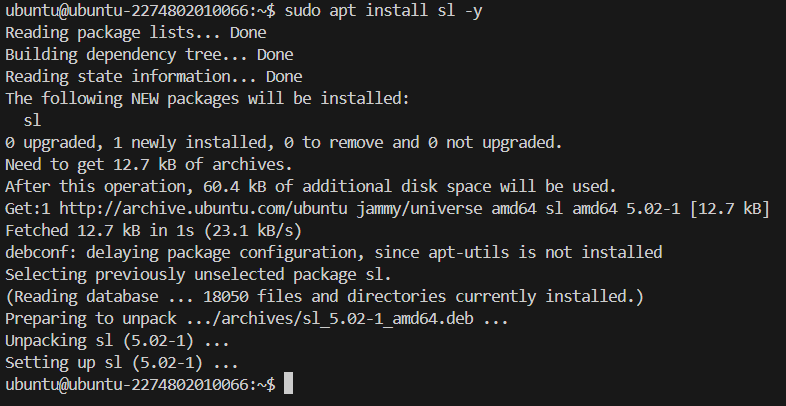 ubuntu@ubuntu-2274802010066:~$ sudo apt install sl -y
Reading package lists... Done
Building dependency tree... Done
Reading state information... Done
The following NEW packages will be installed:
  sl
0 upgraded, 1 newly installed, 0 to remove and 0 not upgraded.
Need to get 12.7 kB of archives.
After this operation, 60.4 kB of additional disk space will be used.
Get:1 http://archive.ubuntu.com/ubuntu jammy/universe amd64 sl amd64 5.02-1 [12.7 kB]
Fetched 12.7 kB in 1s (23.1 kB/s)
debconf: delaying package configuration, since apt-utils is not installed
Selecting previously unselected package sl.
(Reading database ... 18050 files and directories currently installed.)
Preparing to unpack .../archives/sl_5.02-1_amd64.deb ...
Unpacking sl (5.02-1) ...
Setting up sl (5.02-1) ...
ubuntu@ubuntu-2274802010066:~$